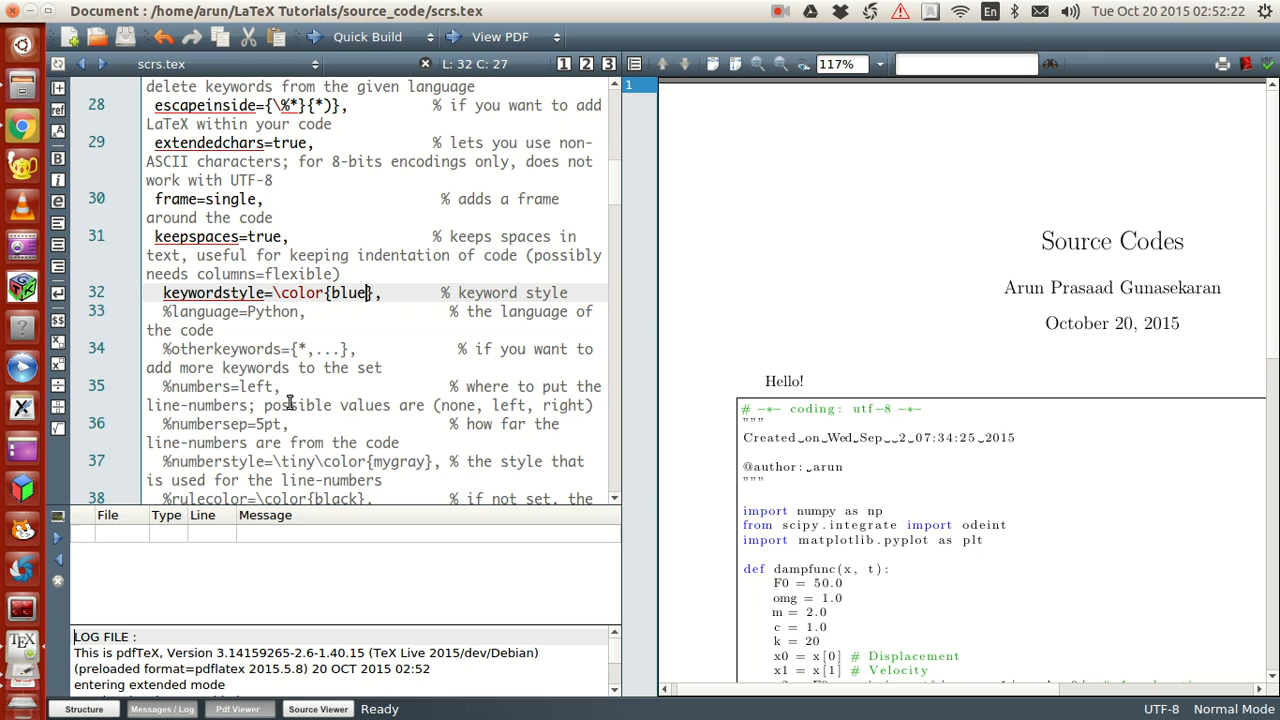 Document : /home/arun/LaTeX Tutorials/source_code/scrs.tex
En
Tue Oct 20 2015 02:52:22
Quick Build
View PDF
scrs.tex
L: 32 C: 27
1 2 3
117%
delete keywords from the given language
28 escapeinside={\%*}{*)}, % if you want to add
LaTeX within your code
29 extendedchars=true, % lets you use non-
ASCII characters; for 8-bits encodings only, does not
work with UTF-8
30 frame=single, % adds a frame
around the code
31 keepspaces=true, % keeps spaces in
text, useful for keeping indentation of code (possibly
needs columns=flexible)
32 keywordstyle=\color{blue}, % keyword style
33 %language=Python, % the language of
the code
34 %otherkeywords={*,...}, % if you want to
add more keywords to the set
35 %numbers=left, % where to put the
line-numbers; possible values are (none, left, right)
36 %numbersep=5pt, % how far the
line-numbers are from the code
37 %numberstyle=\tiny\color{mygray}, % the style that
is used for the line-numbers
38 %rulecolor=\color{black}, % if not set, the
File Type Line Message
LOG FILE :
This is pdfTeX, Version 3.14159265-2.6-1.40.15 (TeX Live 2015/dev/Debian)
(preloaded format=pdflatex 2015.5.8) 20 OCT 2015 02:52
entering extended mode
Structure
Messages / Log
Pdf Viewer
Source Viewer
Ready
UTF-8
Normal Mode
1
Source Codes
Arun Prasaad Gunasekaran
October 20, 2015
Hello!
# -*- coding: utf-8 -*-
"""
Created␣on␣Wed␣Sep␣␣2␣07:34:25␣2015
@author:␣arun
"""
import numpy as np
from scipy.integrate import odeint
import matplotlib.pyplot as plt
def dampfunc(x, t):
F0 = 50.0
omg = 1.0
m = 2.0
c = 1.0
k = 20
x0 = x[0] # Displacement
x1 = x[1] # Velocity